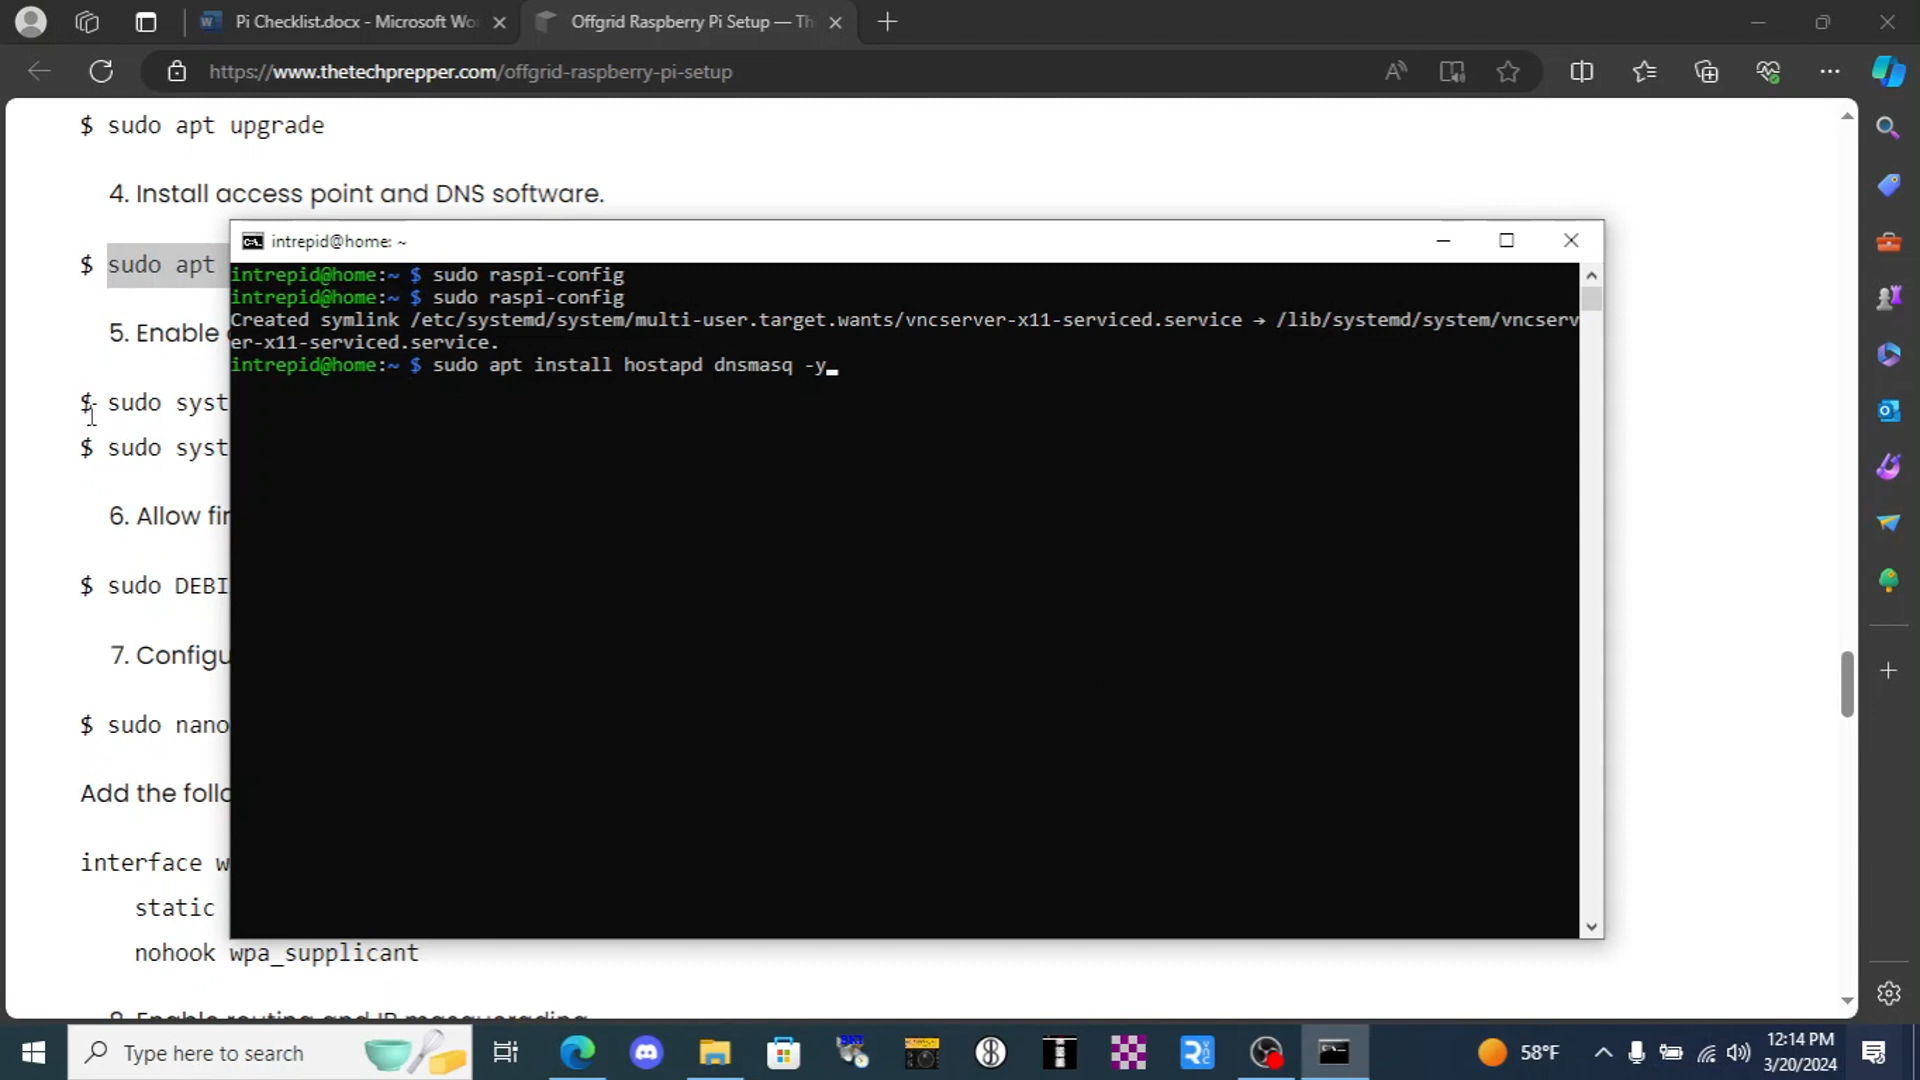 Pi Checklist.docx - Microsoft Wo
Offgrid Raspberry Pi Setup — Th
https://www.thetechprepper.com/offgrid-raspberry-pi-setup
$ sudo apt upgrade
4. Install access point and DNS software.
$ sudo apt
5. Enable
$ sudo syst
$ sudo syst
6. Allow fir
$ sudo DEBI
7. Configu
$ sudo nano
Add the follo
interface w
static
nohook wpa_supplicant
intrepid@home: ~
intrepid@home:~ $ sudo raspi-config
intrepid@home:~ $ sudo raspi-config
Created symlink /etc/systemd/system/multi-user.target.wants/vncserver-x11-serviced.service → /lib/systemd/system/vncserv
er-x11-serviced.service.
intrepid@home:~ $ sudo apt install hostapd dnsmasq -y
Type here to search
58°F
12:14 PM
3/20/2024